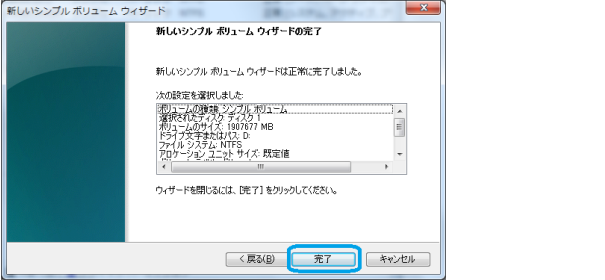 新しいシンプル ボリューム ウィザード
新しいシンプル ボリューム ウィザードの完了
新しいシンプル ボリューム ウィザードは正常に完了しました。
次の設定を選択しました:
ボリュームの種類: シンプル ボリューム
選択されたディスク: ディスク 1
ボリュームのサイズ: 1907677 MB
ドライブ文字またはパス: D:
ファイル システム: NTFS
アロケーション ユニット サイズ: 既定値
ウィザードを閉じるには、[完了] をクリックしてください。
< 戻る(B)
完了
キャンセル